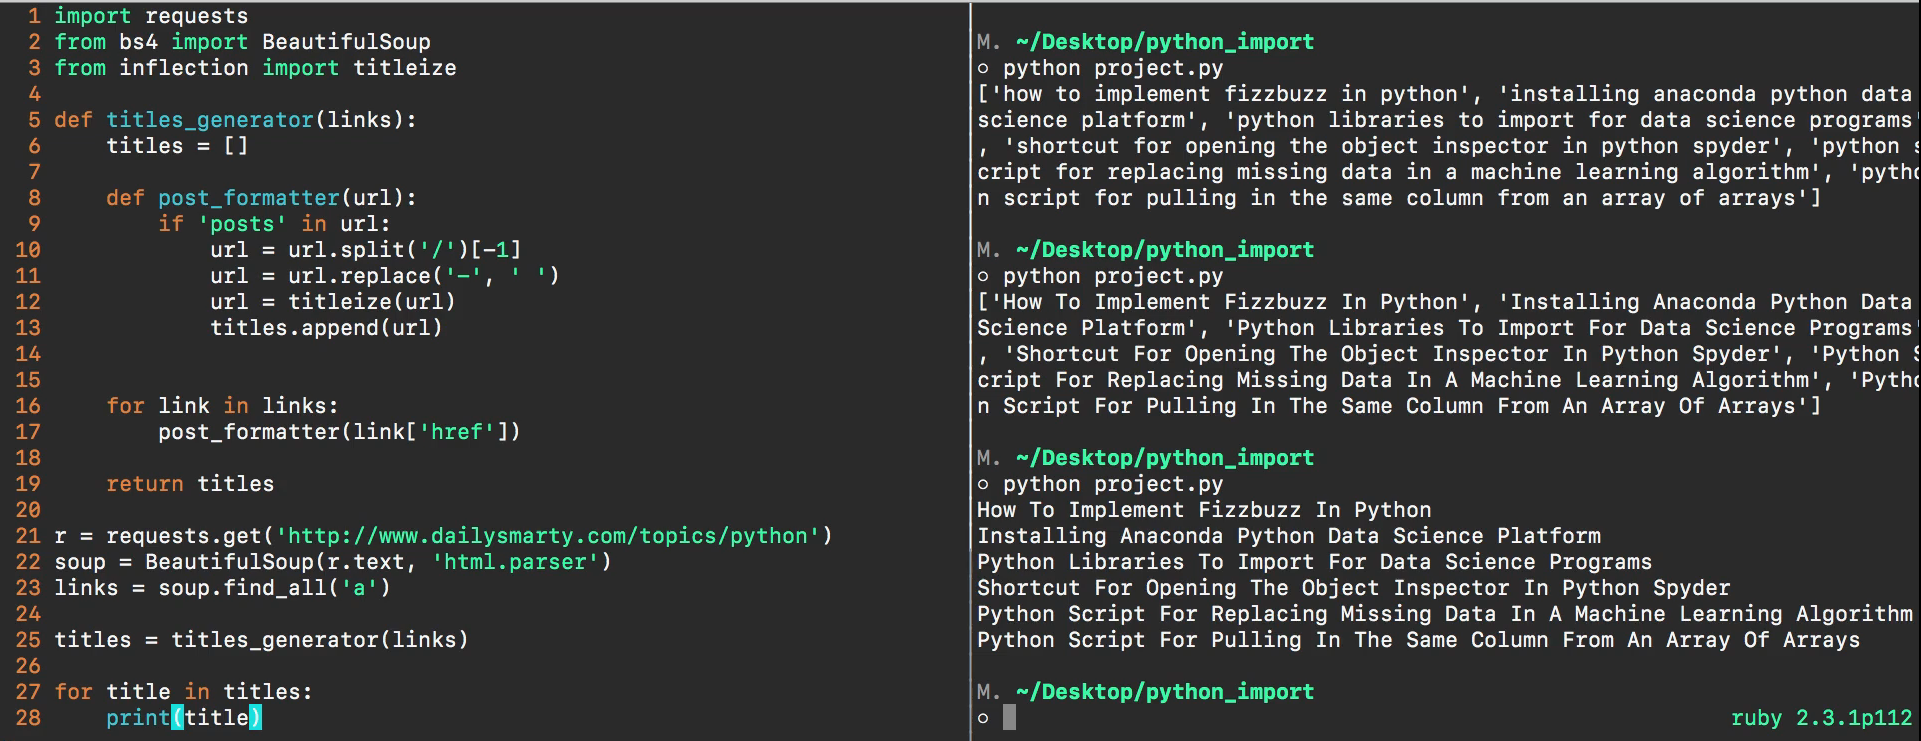 1 import requests
2 from bs4 import BeautifulSoup
3 from inflection import titleize
4
5 def titles_generator(links):
6     titles = []
7
8     def post_formatter(url):
9         if 'posts' in url:
10             url = url.split('/')[-1]
11             url = url.replace('-', ' ')
12             url = titleize(url)
13             titles.append(url)
14
15
16     for link in links:
17         post_formatter(link['href'])
18
19     return titles
20
21 r = requests.get('http://www.dailysmarty.com/topics/python')
22 soup = BeautifulSoup(r.text, 'html.parser')
23 links = soup.find_all('a')
24
25 titles = titles_generator(links)
26
27 for title in titles:
28     print(title)
M. ~/Desktop/python_import
○ python project.py
['how to implement fizzbuzz in python', 'installing anaconda python data
science platform', 'python libraries to import for data science programs'
, 'shortcut for opening the object inspector in python spyder', 'python s
cript for replacing missing data in a machine learning algorithm', 'pytho
n script for pulling in the same column from an array of arrays']
M. ~/Desktop/python_import
○ python project.py
['How To Implement Fizzbuzz In Python', 'Installing Anaconda Python Data
Science Platform', 'Python Libraries To Import For Data Science Programs'
, 'Shortcut For Opening The Object Inspector In Python Spyder', 'Python S
cript For Replacing Missing Data In A Machine Learning Algorithm', 'Pytho
n Script For Pulling In The Same Column From An Array Of Arrays']
M. ~/Desktop/python_import
○ python project.py
How To Implement Fizzbuzz In Python
Installing Anaconda Python Data Science Platform
Python Libraries To Import For Data Science Programs
Shortcut For Opening The Object Inspector In Python Spyder
Python Script For Replacing Missing Data In A Machine Learning Algorithm
Python Script For Pulling In The Same Column From An Array Of Arrays
M. ~/Desktop/python_import
○ ruby 2.3.1p112